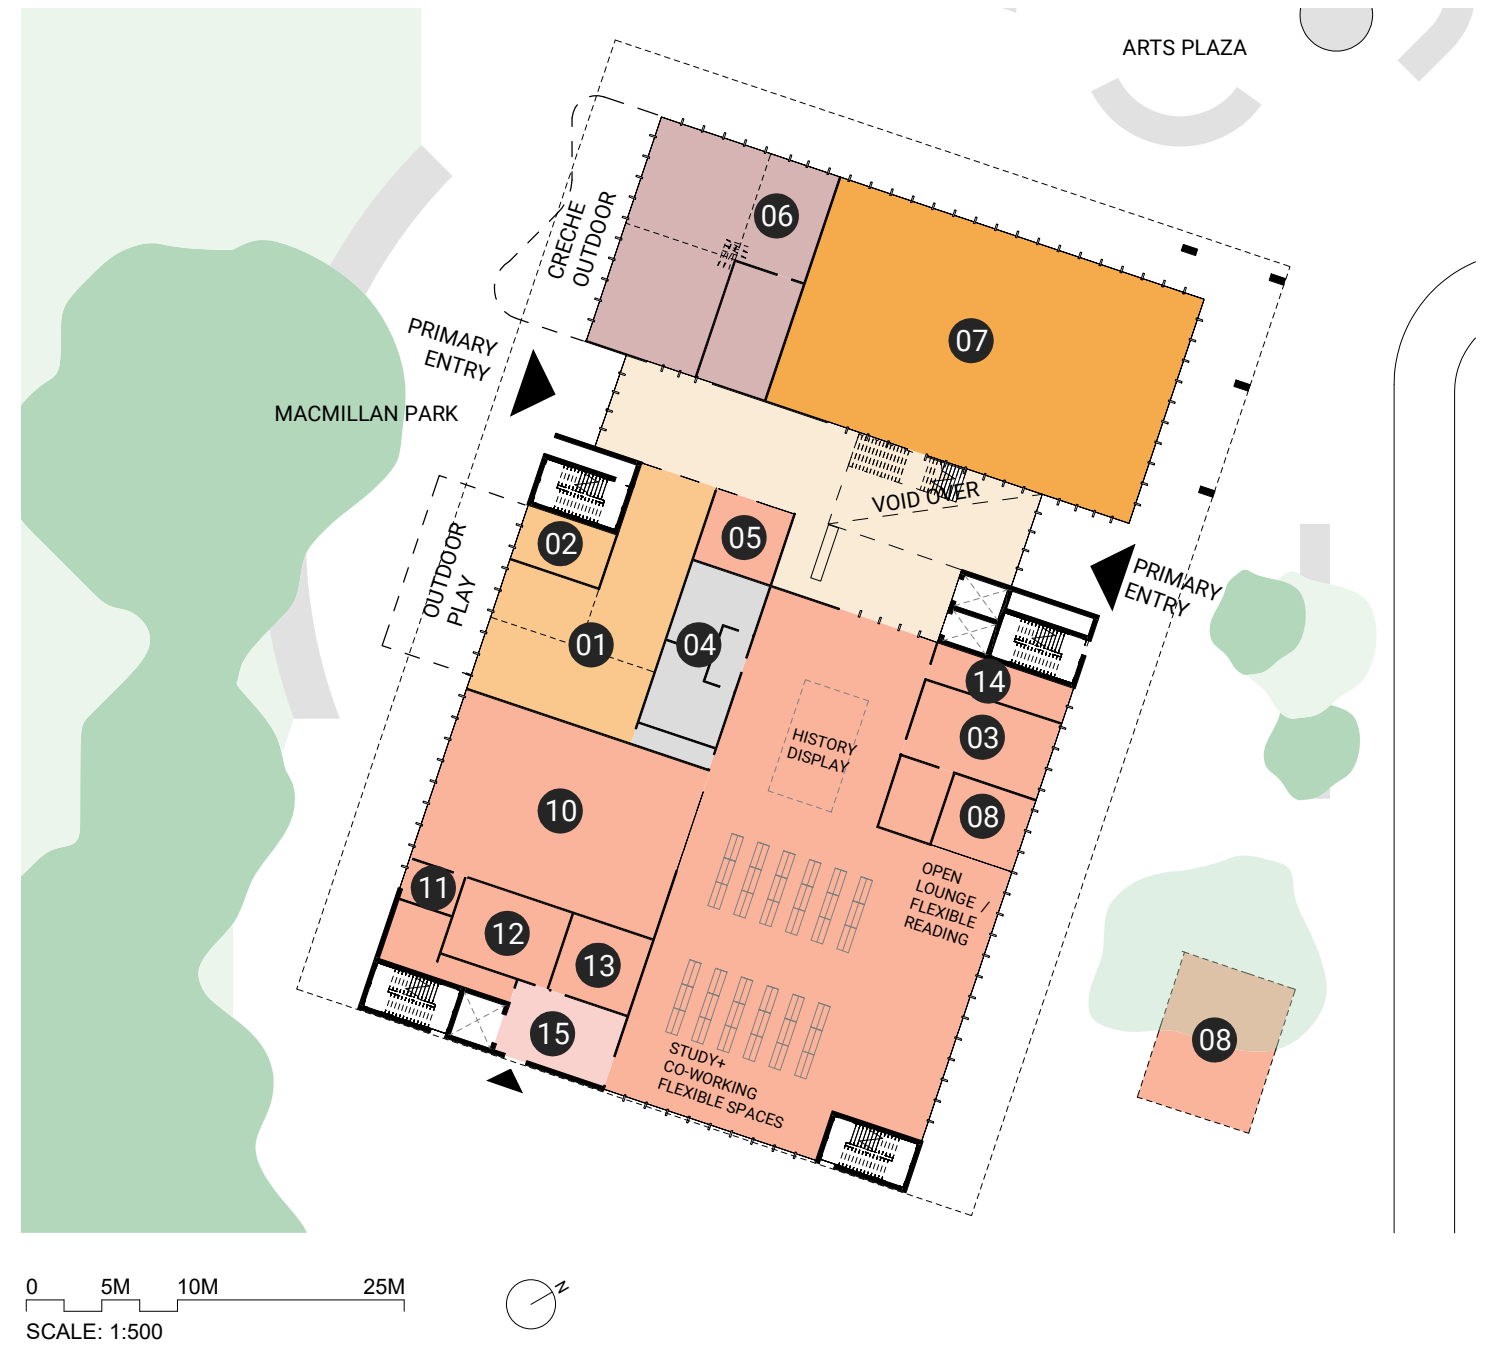 ARTS PLAZA
06
CRECHE
OUTDOOR
07
PRIMARY
ENTRY
MACMILLAN PARK
VOID OVER
05
02
OUTDOOR
PLAY
PRIMARY
ENTRY
01
04
14
03
HISTORY
DISPLAY
10
08
11
OPEN
LOUNGE /
FLEXIBLE
READING
12
13
15
08
STUDY+
CO-WORKING
FLEXIBLE SPACES
0 5M 10M 25M
SCALE: 1:500
N